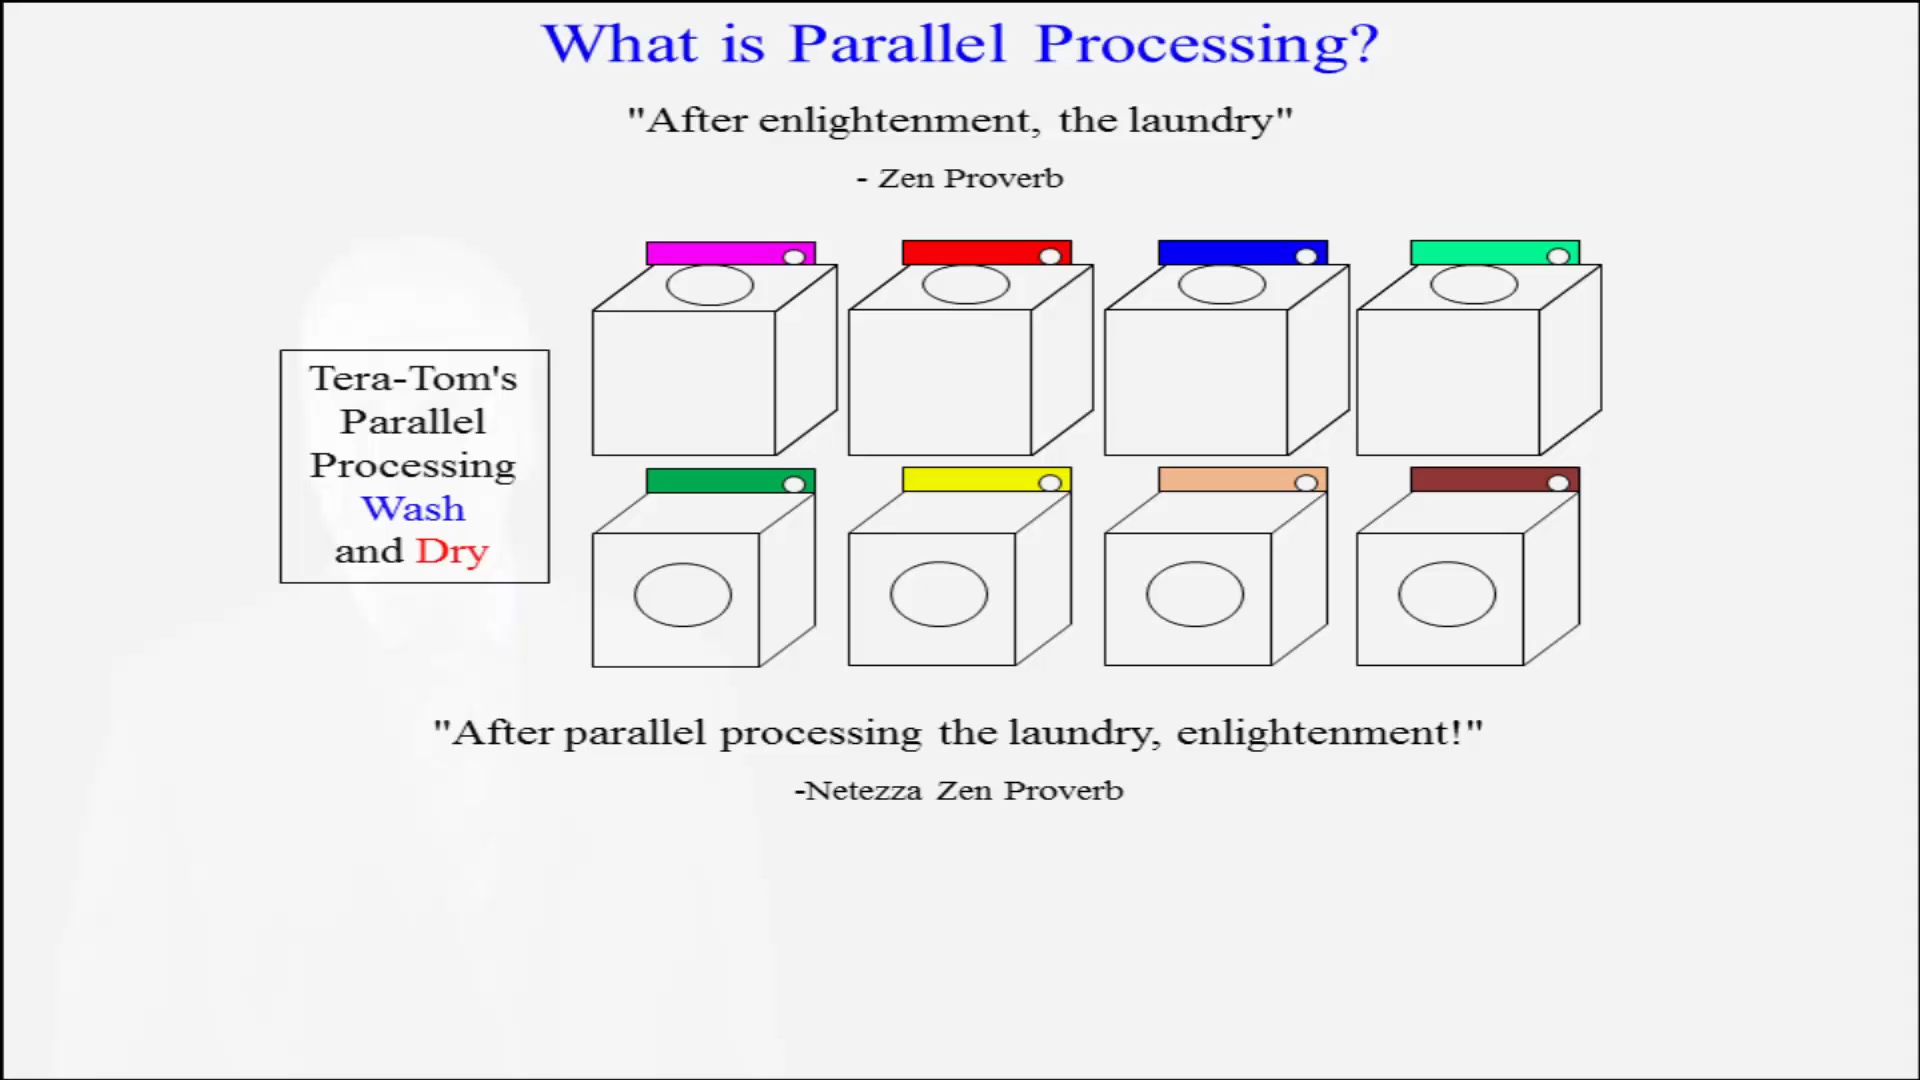 What is Parallel Processing?
"After enlightenment, the laundry"
- Zen Proverb
Tera-Tom's
Parallel
Processing
Wash
and Dry
"After parallel processing the laundry, enlightenment!"
-Netezza Zen Proverb